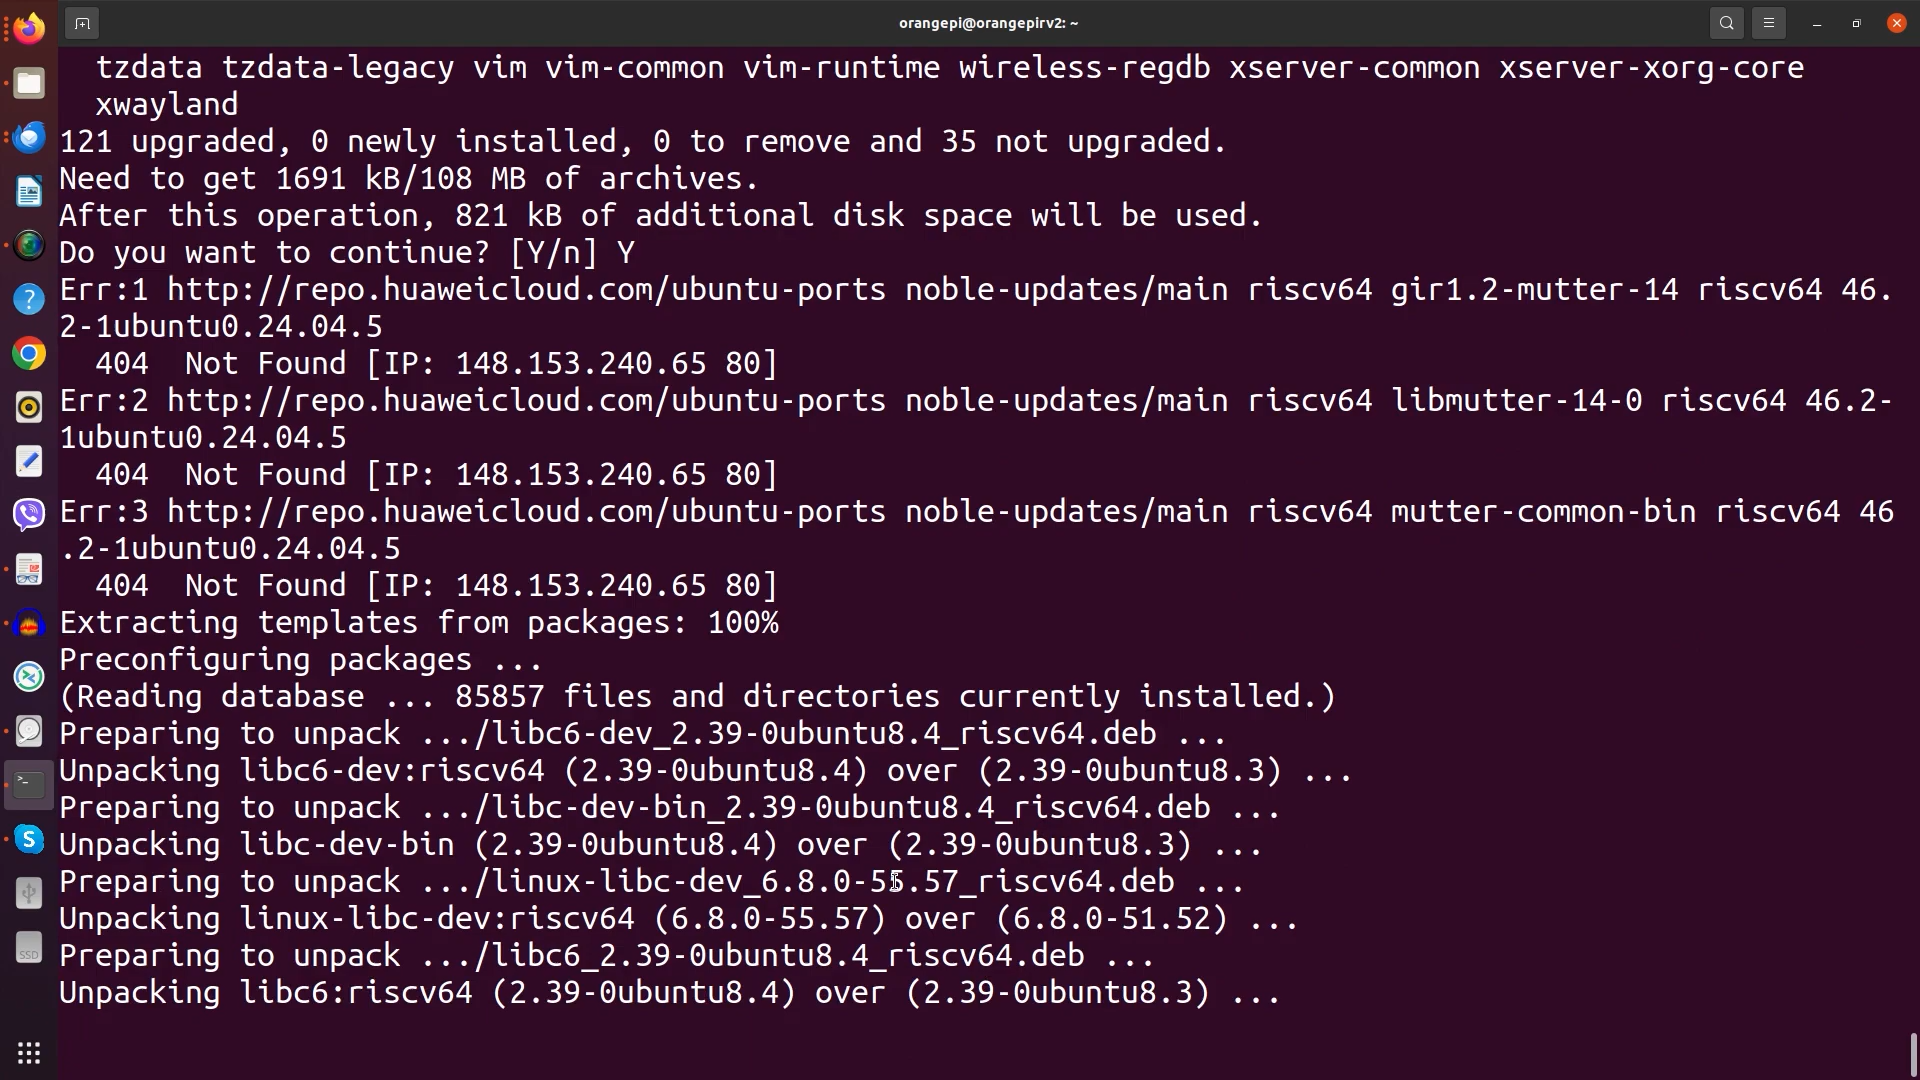 orangepi@orangepirv2: ~
tzdata tzdata-legacy vim vim-common vim-runtime wireless-regdb xserver-common xserver-xorg-core
xwayland
121 upgraded, 0 newly installed, 0 to remove and 35 not upgraded.
Need to get 1691 kB/108 MB of archives.
After this operation, 821 kB of additional disk space will be used.
Do you want to continue? [Y/n] Y
Err:1 http://repo.huaweicloud.com/ubuntu-ports noble-updates/main riscv64 gir1.2-mutter-14 riscv64 46.
2-1ubuntu0.24.04.5
404  Not Found [IP: 148.153.240.65 80]
Err:2 http://repo.huaweicloud.com/ubuntu-ports noble-updates/main riscv64 libmutter-14-0 riscv64 46.2-
1ubuntu0.24.04.5
404  Not Found [IP: 148.153.240.65 80]
Err:3 http://repo.huaweicloud.com/ubuntu-ports noble-updates/main riscv64 mutter-common-bin riscv64 46
.2-1ubuntu0.24.04.5
404  Not Found [IP: 148.153.240.65 80]
Extracting templates from packages: 100%
Preconfiguring packages ...
(Reading database ... 85857 files and directories currently installed.)
Preparing to unpack .../libc6-dev_2.39-0ubuntu8.4_riscv64.deb ...
Unpacking libc6-dev:riscv64 (2.39-0ubuntu8.4) over (2.39-0ubuntu8.3) ...
Preparing to unpack .../libc-dev-bin_2.39-0ubuntu8.4_riscv64.deb ...
Unpacking libc-dev-bin (2.39-0ubuntu8.4) over (2.39-0ubuntu8.3) ...
Preparing to unpack .../linux-libc-dev_6.8.0-55.57_riscv64.deb ...
Unpacking linux-libc-dev:riscv64 (6.8.0-55.57) over (6.8.0-51.52) ...
Preparing to unpack .../libc6_2.39-0ubuntu8.4_riscv64.deb ...
Unpacking libc6:riscv64 (2.39-0ubuntu8.4) over (2.39-0ubuntu8.3) ...
SSD